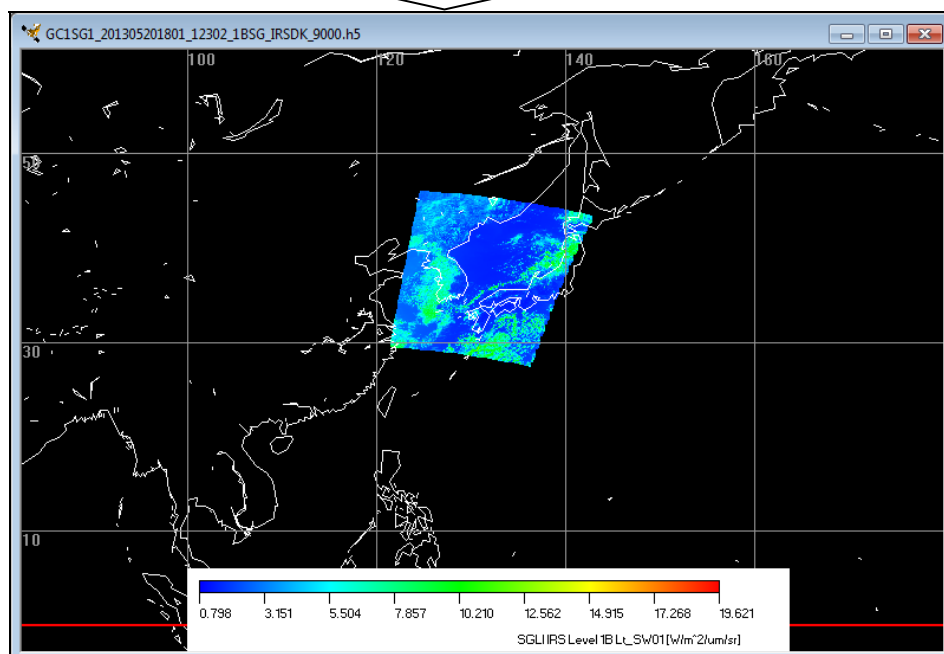 GC1SG1_201305201801_12302_1BSG_IRSDK_9000.h5
100 120 140 160
50
30
10
0.798 3.151 5.504 7.857 10.210 12.562 14.915 17.268 19.621
SGLI IRS Level 1B Lt_SW01 [W/m^2/um/sr]